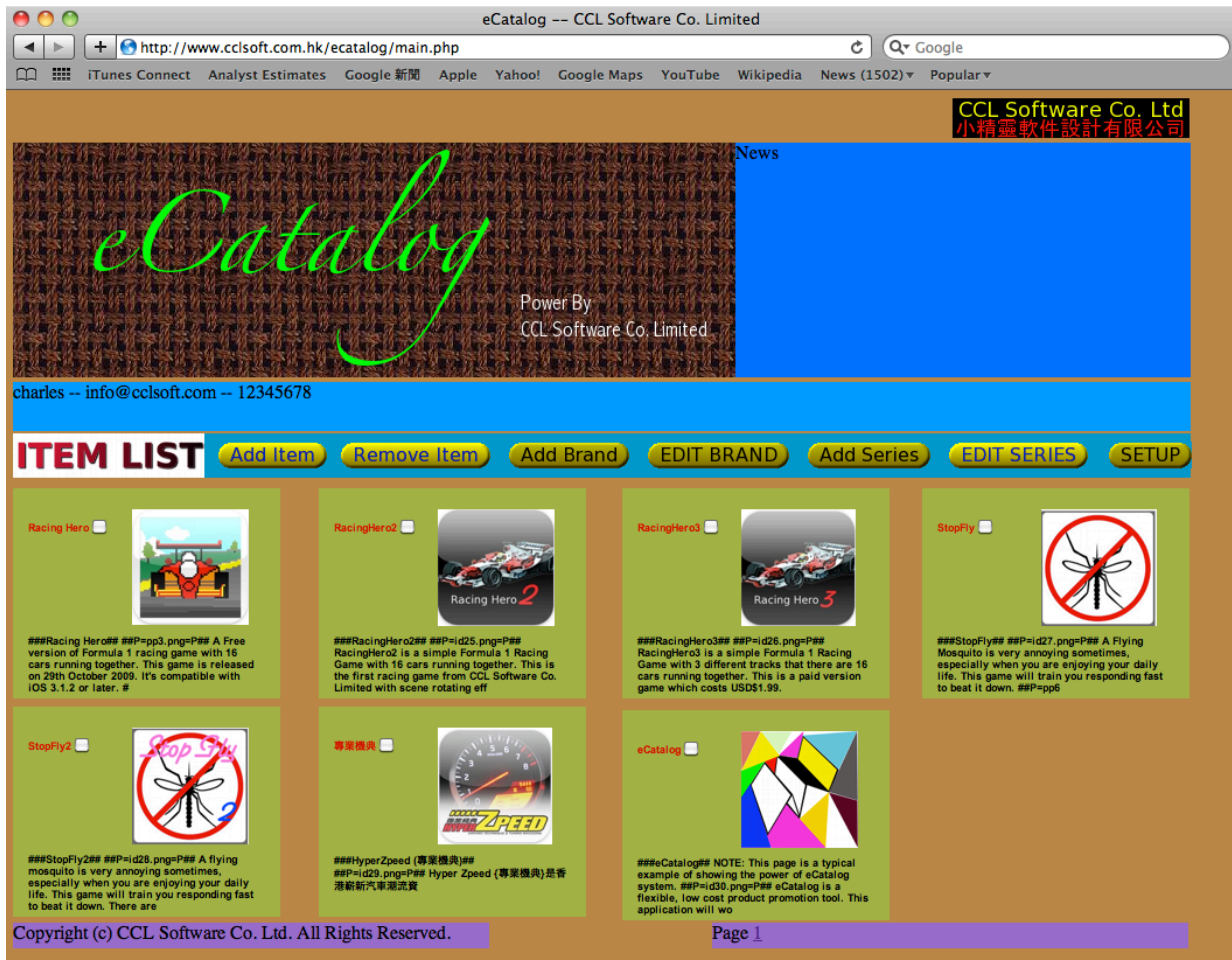 eCatalog -- CCL Software Co. Limited
http://www.cclsoft.com.hk/ecatalog/main.php
Google
iTunes Connect Analyst Estimates Google 新聞 Apple Yahoo! Google Maps YouTube Wikipedia News (1502) Popular
CCL Software Co. Ltd
小精靈軟件設計有限公司
eCatalog
Power By
CCL Software Co. Limited
News
charles -- info@cclsoft.com -- 12345678
ITEM LIST Add Item Remove Item Add Brand EDIT BRAND Add Series EDIT SERIES SETUP
Racing Hero
###Racing Hero## ##P=pp3.png=P## A Free
version of Formula 1 racing game with 16
cars running together. This game is released
on 29th October 2009. It's compatible with
iOS 3.1.2 or later. #
RacingHero2
Racing Hero 2
###RacingHero2## ##P=id25.png=P##
RacingHero2 is a simple Formula 1 Racing
Game with 16 cars running together. This is
the first racing game from CCL Software Co.
Limited with scene rotating eff
RacingHero3
Racing Hero 3
###RacingHero3## ##P=id26.png=P##
RacingHero3 is a simple Formula 1 Racing
Game with 3 different tracks that there are 16
cars running together. This is a paid version
game which costs USD$1.99.
StopFly
###StopFly## ##P=id27.png=P## A Flying
Mosquito is very annoying sometimes,
especially when you are enjoying your daily
life. This game will train you responding fast
to beat it down. ##P=pp6
StopFly2
Stop Fly
2
###StopFly2## ##P=id28.png=P## A flying
mosquito is very annoying sometimes,
especially when you are enjoying your daily
life. This game will train you responding fast
to beat it down. There are
專業機典
HYPER ZPEED
###HyperZpeed (專業機典)##
##P=id29.png=P## Hyper Zpeed {專業機典}是香
港嶄新汽車潮流資
eCatalog
###eCatalog## NOTE: This page is a typical
example of showing the power of eCatalog
system. ##P=id30.png=P## eCatalog is a
flexible, low cost product promotion tool. This
application will wo
Copyright (c) CCL Software Co. Ltd. All Rights Reserved.
Page 1